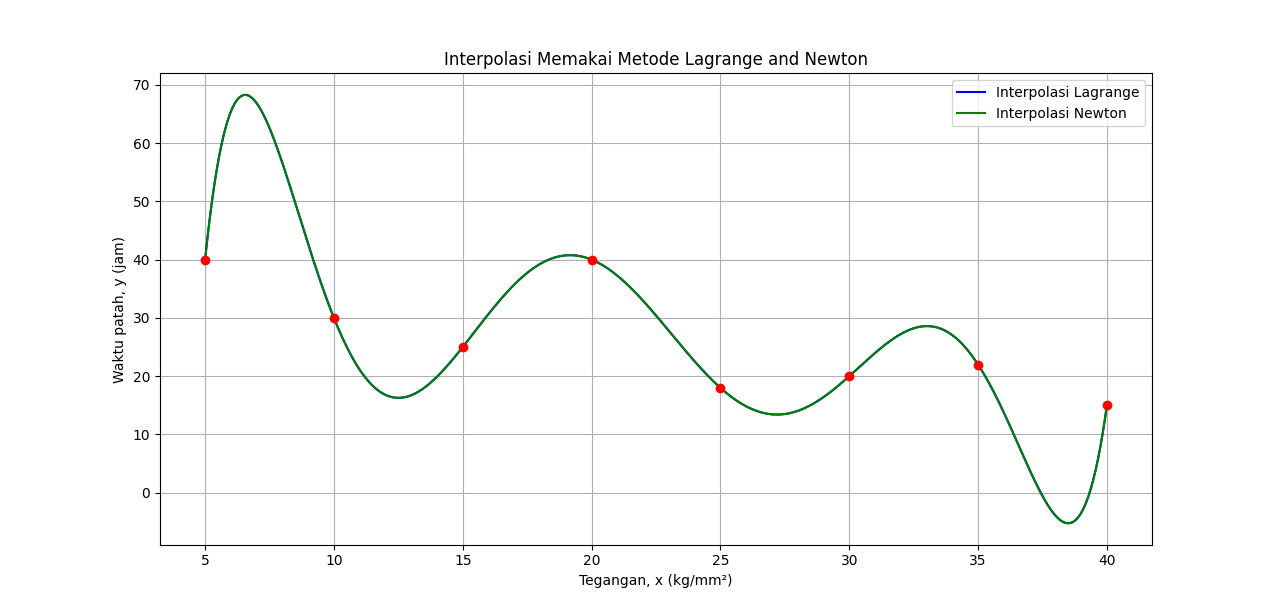 Interpolasi Memakai Metode Lagrange and Newton
Interpolasi Lagrange
Interpolasi Newton
Waktu patah, y (jam)
70
60
50
40
30
20
10
0
5 10 15 20 25 30 35 40
Tegangan, x (kg/mm²)